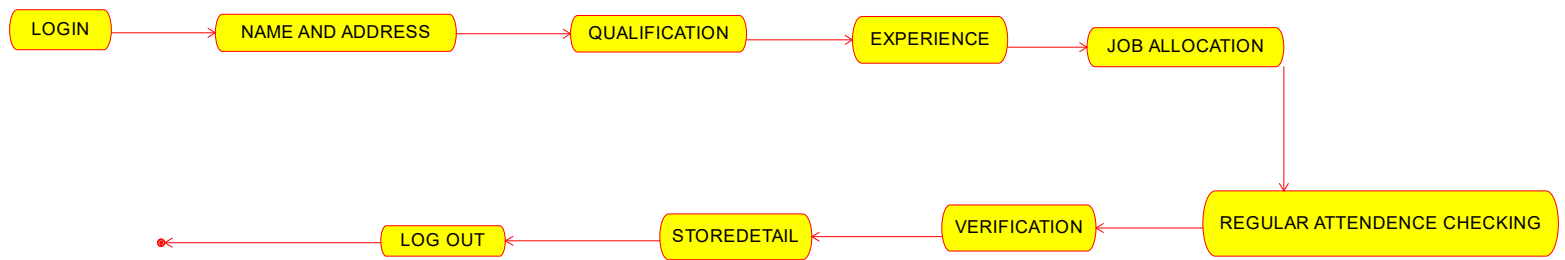 LOGIN
NAME AND ADDRESS
QUALIFICATION
EXPERIENCE
JOB ALLOCATION
REGULAR ATTENDENCE CHECKING
VERIFICATION
STOREDETAIL
LOG OUT